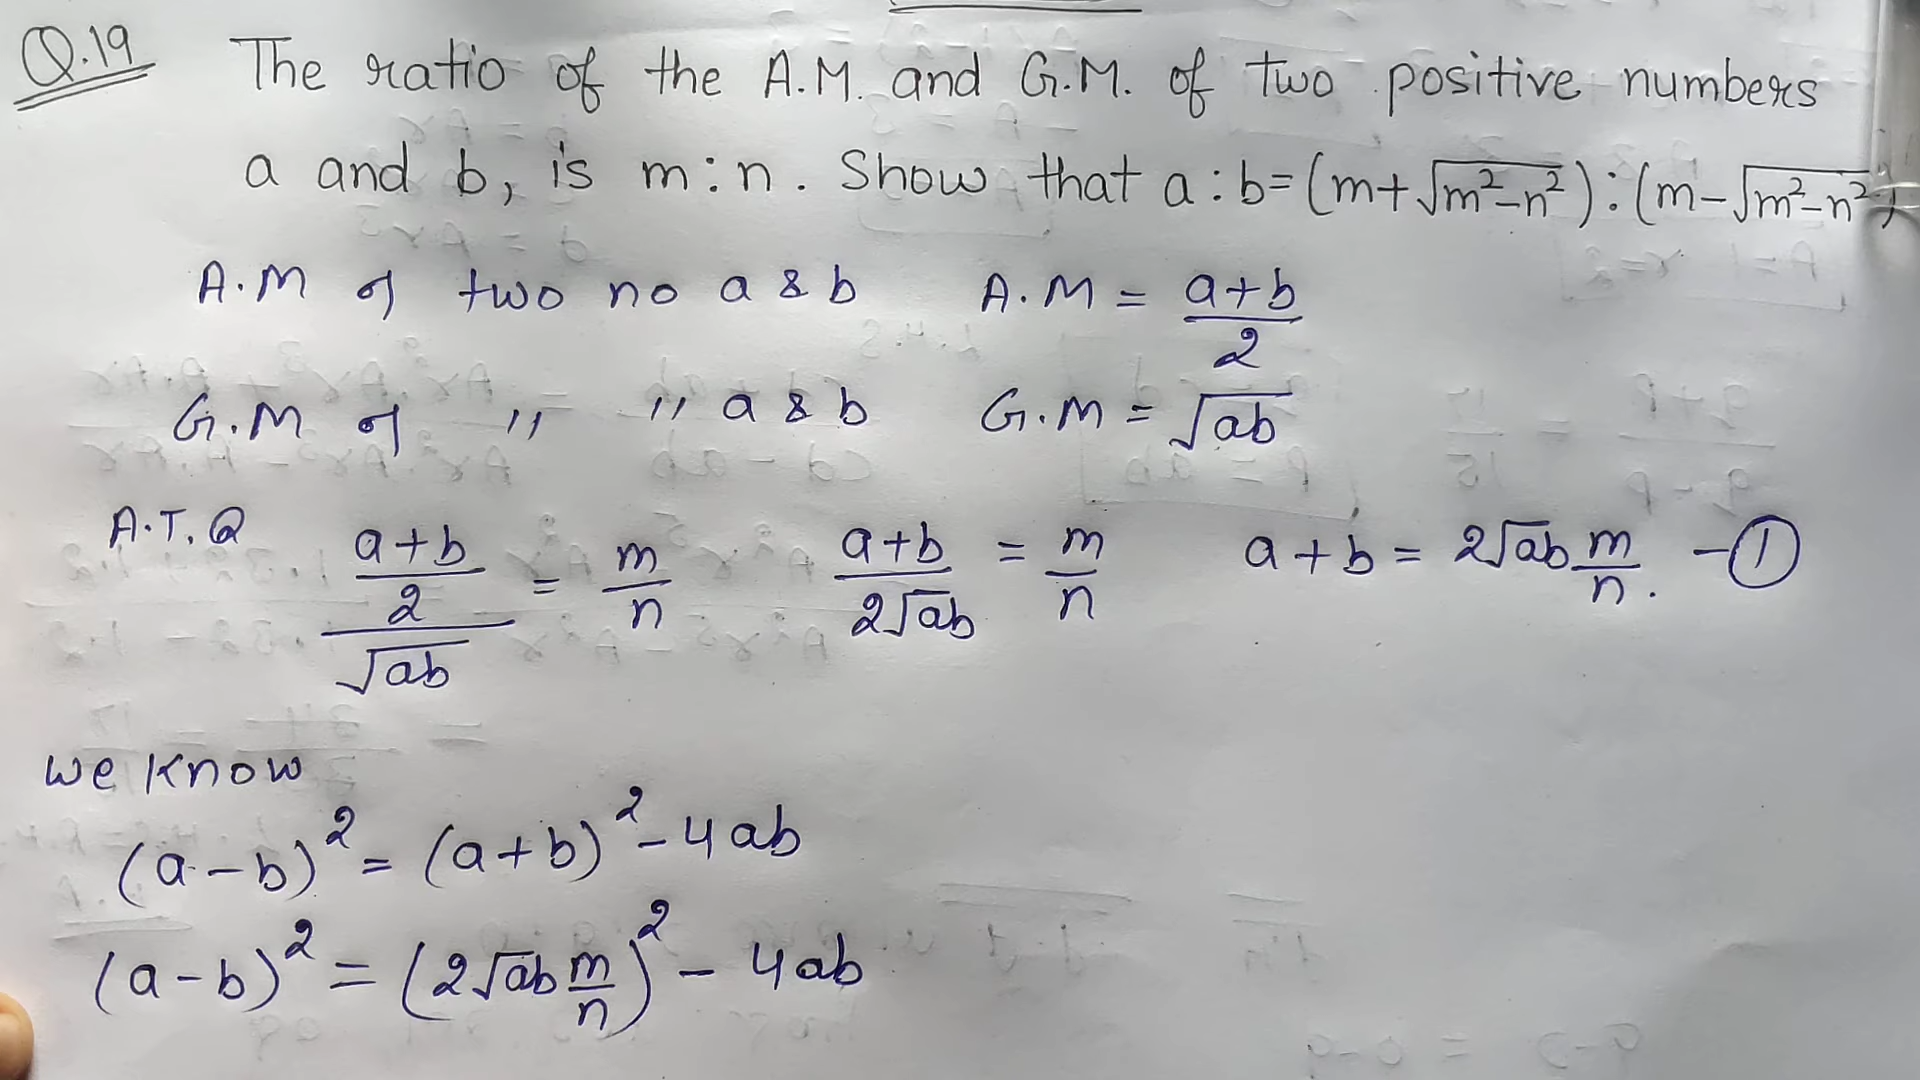 Q.19 The ratio of the A.M. and G.M. of two positive numbers
a and b, is m:n. Show that a:b=(m+√m²-n²):(m-√m²-n²)
A.M of two no a & b A.M = a+b/2
G.M of " " a & b G.M = √ab
A.T.Q (a+b/2)/√ab = m/n a+b/2√ab = m/n a+b = 2√ab m/n. -①
we know
(a-b)² = (a+b)² - 4ab
(a-b)² = (2√ab m/n)² - 4ab